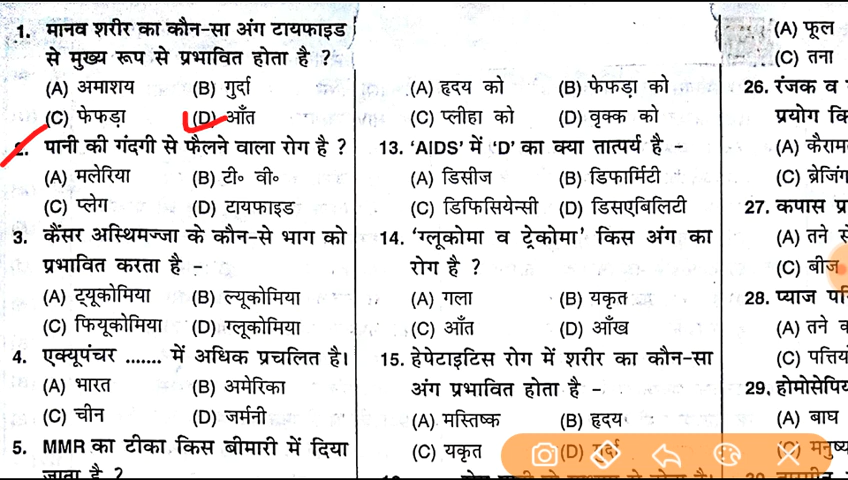 1. मानव शरीर का कौन-सा अंग टायफाइड
से मुख्य रूप से प्रभावित होता है ?
(A) अमाशय (B) गुर्दा
(C) फेफड़ा (D) आँत
2. पानी की गंदगी से फैलने वाला रोग है ?
(A) मलेरिया (B) टी॰ वी॰
(C) प्लेग (D) टायफाइड
3. कैंसर अस्थिमज्जा के कौन-से भाग को
प्रभावित करता है –
(A) ट्यूकोमिया (B) ल्यूकोमिया
(C) फियूकोमिया (D) ग्लूकोमिया
4. एक्यूपंचर ....... में अधिक प्रचलित है।
(A) भारत (B) अमेरिका
(C) चीन (D) जर्मनी
5. MMR का टीका किस बीमारी में दिया
जाता है ?
(A) हृदय को (B) फेफड़ा को
(C) प्लीहा को (D) वृक्क को
13. ‘AIDS’ में ‘D’ का क्या तात्पर्य है –
(A) डिसीज (B) डिफार्मिटी
(C) डिफिसियेन्सी (D) डिसएबिलिटी
14. ‘ग्लूकोमा व ट्रेकोमा’ किस अंग का
रोग है ?
(A) गला (B) यकृत
(C) आँत (D) आँख
15. हेपेटाइटिस रोग में शरीर का कौन-सा
अंग प्रभावित होता है –
(A) मस्तिष्क (B) हृदय
(C) यकृत (D) गुर्दा
(A) फूल
(C) तना
26. रंजक व
प्रयोग
(A)
(C)
27. कपास
(A) तने
(C) बीज
28. प्याज
(A) तने
(C)
29.
(A) बाघ
(C)